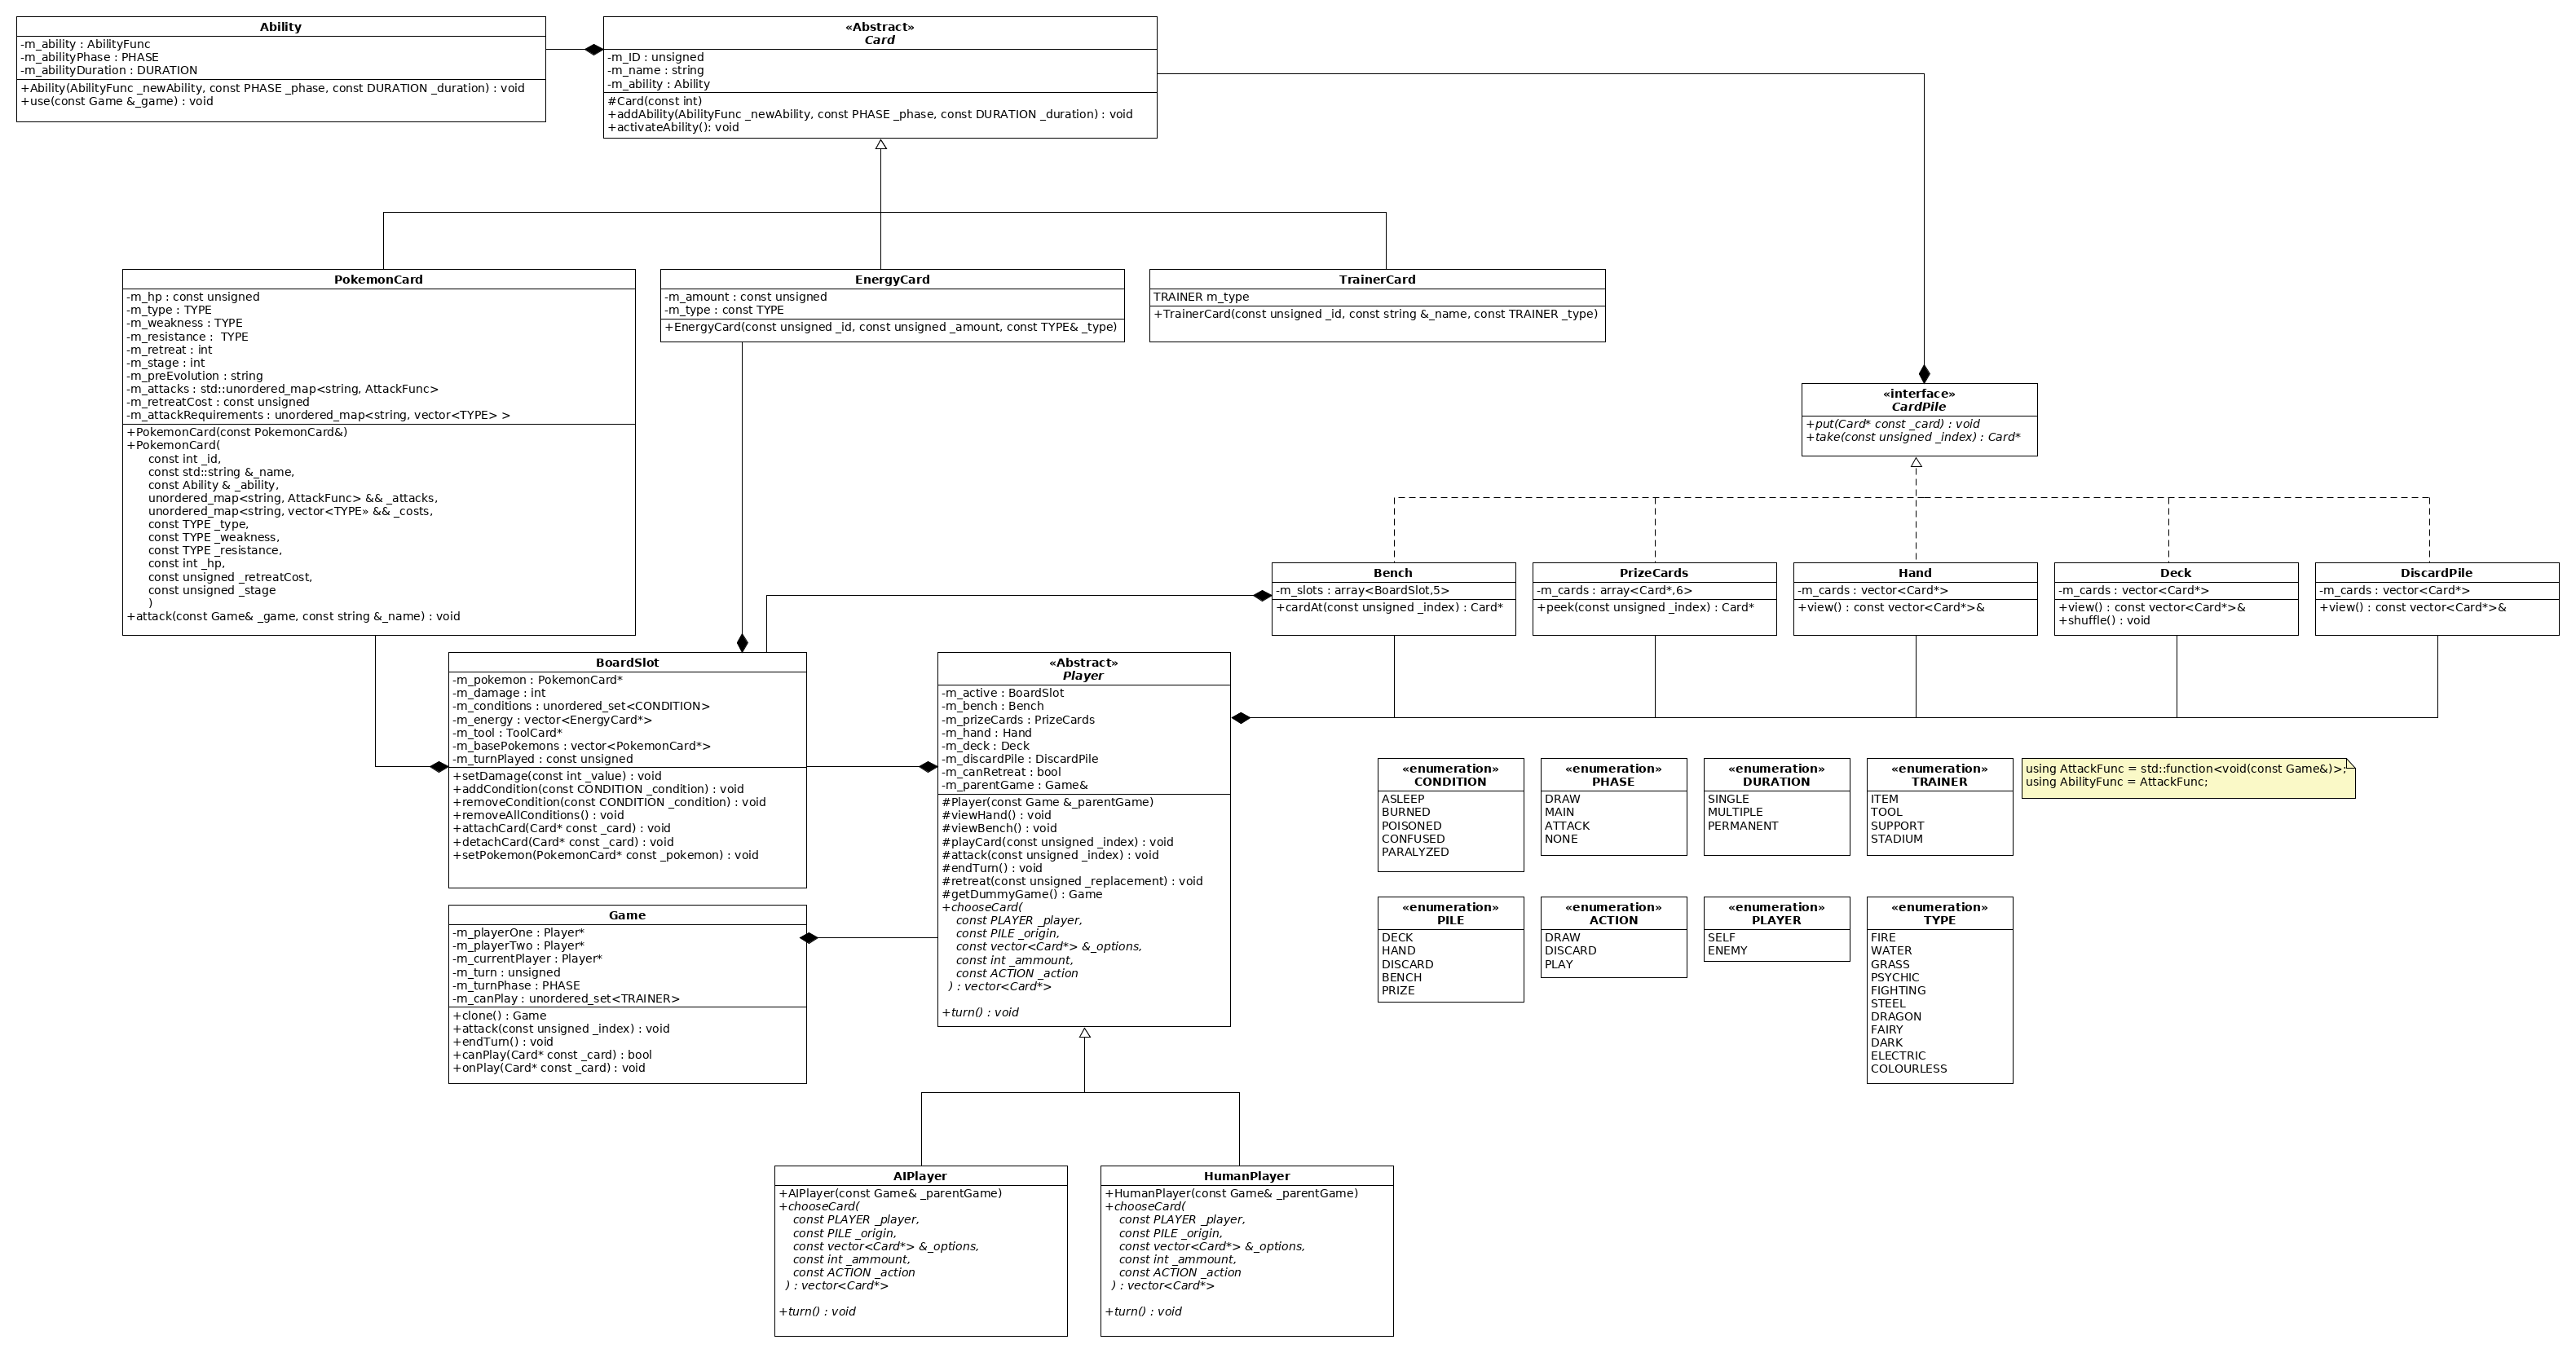 Ability
-m_ability : AbilityFunc
-m_abilityPhase : PHASE
-m_abilityDuration : DURATION
+Ability(AbilityFunc _newAbility, const PHASE _phase, const DURATION _duration) : void
+use(const Game &_game) : void
«Abstract»
Card
-m_ID : unsigned
-m_name : string
-m_ability : Ability
#Card(const int)
+addAbility(AbilityFunc _newAbility, const PHASE _phase, const DURATION _duration) : void
+activateAbility(): void
PokemonCard
-m_hp : const unsigned
-m_type : TYPE
-m_weakness : TYPE
-m_resistance :  TYPE
-m_retreat : int
-m_stage : int
-m_preEvolution : string
-m_attacks : std::unordered_map<string, AttackFunc>
-m_retreatCost : const unsigned
-m_attackRequirements : unordered_map<string, vector<TYPE> >
+PokemonCard(const PokemonCard&)
+PokemonCard(
const int _id,
const std::string &_name,
const Ability & _ability,
unordered_map<string, AttackFunc> && _attacks,
unordered_map<string, vector<TYPE» && _costs,
const TYPE _type,
const TYPE _weakness,
const TYPE _resistance,
const int _hp,
const unsigned _retreatCost,
const unsigned _stage
)
+attack(const Game& _game, const string &_name) : void
EnergyCard
-m_amount : const unsigned
-m_type : const TYPE
+EnergyCard(const unsigned _id, const unsigned _amount, const TYPE& _type)
TrainerCard
TRAINER m_type
+TrainerCard(const unsigned _id, const string &_name, const TRAINER _type)
«interface»
CardPile
+put(Card* const _card) : void
+take(const unsigned _index) : Card*
Bench
-m_slots : array<BoardSlot,5>
+cardAt(const unsigned _index) : Card*
PrizeCards
-m_cards : array<Card*,6>
+peek(const unsigned _index) : Card*
Hand
-m_cards : vector<Card*>
+view() : const vector<Card*>&
Deck
-m_cards : vector<Card*>
+view() : const vector<Card*>&
+shuffle() : void
DiscardPile
-m_cards : vector<Card*>
+view() : const vector<Card*>&
BoardSlot
-m_pokemon : PokemonCard*
-m_damage : int
-m_conditions : unordered_set<CONDITION>
-m_energy : vector<EnergyCard*>
-m_tool : ToolCard*
-m_basePokemons : vector<PokemonCard*>
-m_turnPlayed : const unsigned
+setDamage(const int _value) : void
+addCondition(const CONDITION _condition) : void
+removeCondition(const CONDITION _condition) : void
+removeAllConditions() : void
+attachCard(Card* const _card) : void
+detachCard(Card* const _card) : void
+setPokemon(PokemonCard* const _pokemon) : void
«Abstract»
Player
-m_active : BoardSlot
-m_bench : Bench
-m_prizeCards : PrizeCards
-m_hand : Hand
-m_deck : Deck
-m_discardPile : DiscardPile
-m_canRetreat : bool
-m_parentGame : Game&
#Player(const Game &_parentGame)
#viewHand() : void
#viewBench() : void
#playCard(const unsigned _index) : void
#attack(const unsigned _index) : void
#endTurn() : void
#retreat(const unsigned _replacement) : void
#getDummyGame() : Game
+chooseCard(
const PLAYER _player,
const PILE _origin,
const vector<Card*> &_options,
const int _ammount,
const ACTION _action
) : vector<Card*>
+turn() : void
Game
-m_playerOne : Player*
-m_playerTwo : Player*
-m_currentPlayer : Player*
-m_turn : unsigned
-m_turnPhase : PHASE
-m_canPlay : unordered_set<TRAINER>
+clone() : Game
+attack(const unsigned _index) : void
+endTurn() : void
+canPlay(Card* const _card) : bool
+onPlay(Card* const _card) : void
«enumeration»
CONDITION
ASLEEP
BURNED
POISONED
CONFUSED
PARALYZED
«enumeration»
PHASE
DRAW
MAIN
ATTACK
NONE
«enumeration»
DURATION
SINGLE
MULTIPLE
PERMANENT
«enumeration»
TRAINER
ITEM
TOOL
SUPPORT
STADIUM
using AttackFunc = std::function<void(const Game&)>;
using AbilityFunc = AttackFunc;
«enumeration»
PILE
DECK
HAND
DISCARD
BENCH
PRIZE
«enumeration»
ACTION
DRAW
DISCARD
PLAY
«enumeration»
PLAYER
SELF
ENEMY
«enumeration»
TYPE
FIRE
WATER
GRASS
PSYCHIC
FIGHTING
STEEL
DRAGON
FAIRY
DARK
ELECTRIC
COLOURLESS
AIPlayer
+AIPlayer(const Game& _parentGame)
+chooseCard(
const PLAYER _player,
const PILE _origin,
const vector<Card*> &_options,
const int _ammount,
const ACTION _action
) : vector<Card*>
+turn() : void
HumanPlayer
+HumanPlayer(const Game& _parentGame)
+chooseCard(
const PLAYER _player,
const PILE _origin,
const vector<Card*> &_options,
const int _ammount,
const ACTION _action
) : vector<Card*>
+turn() : void